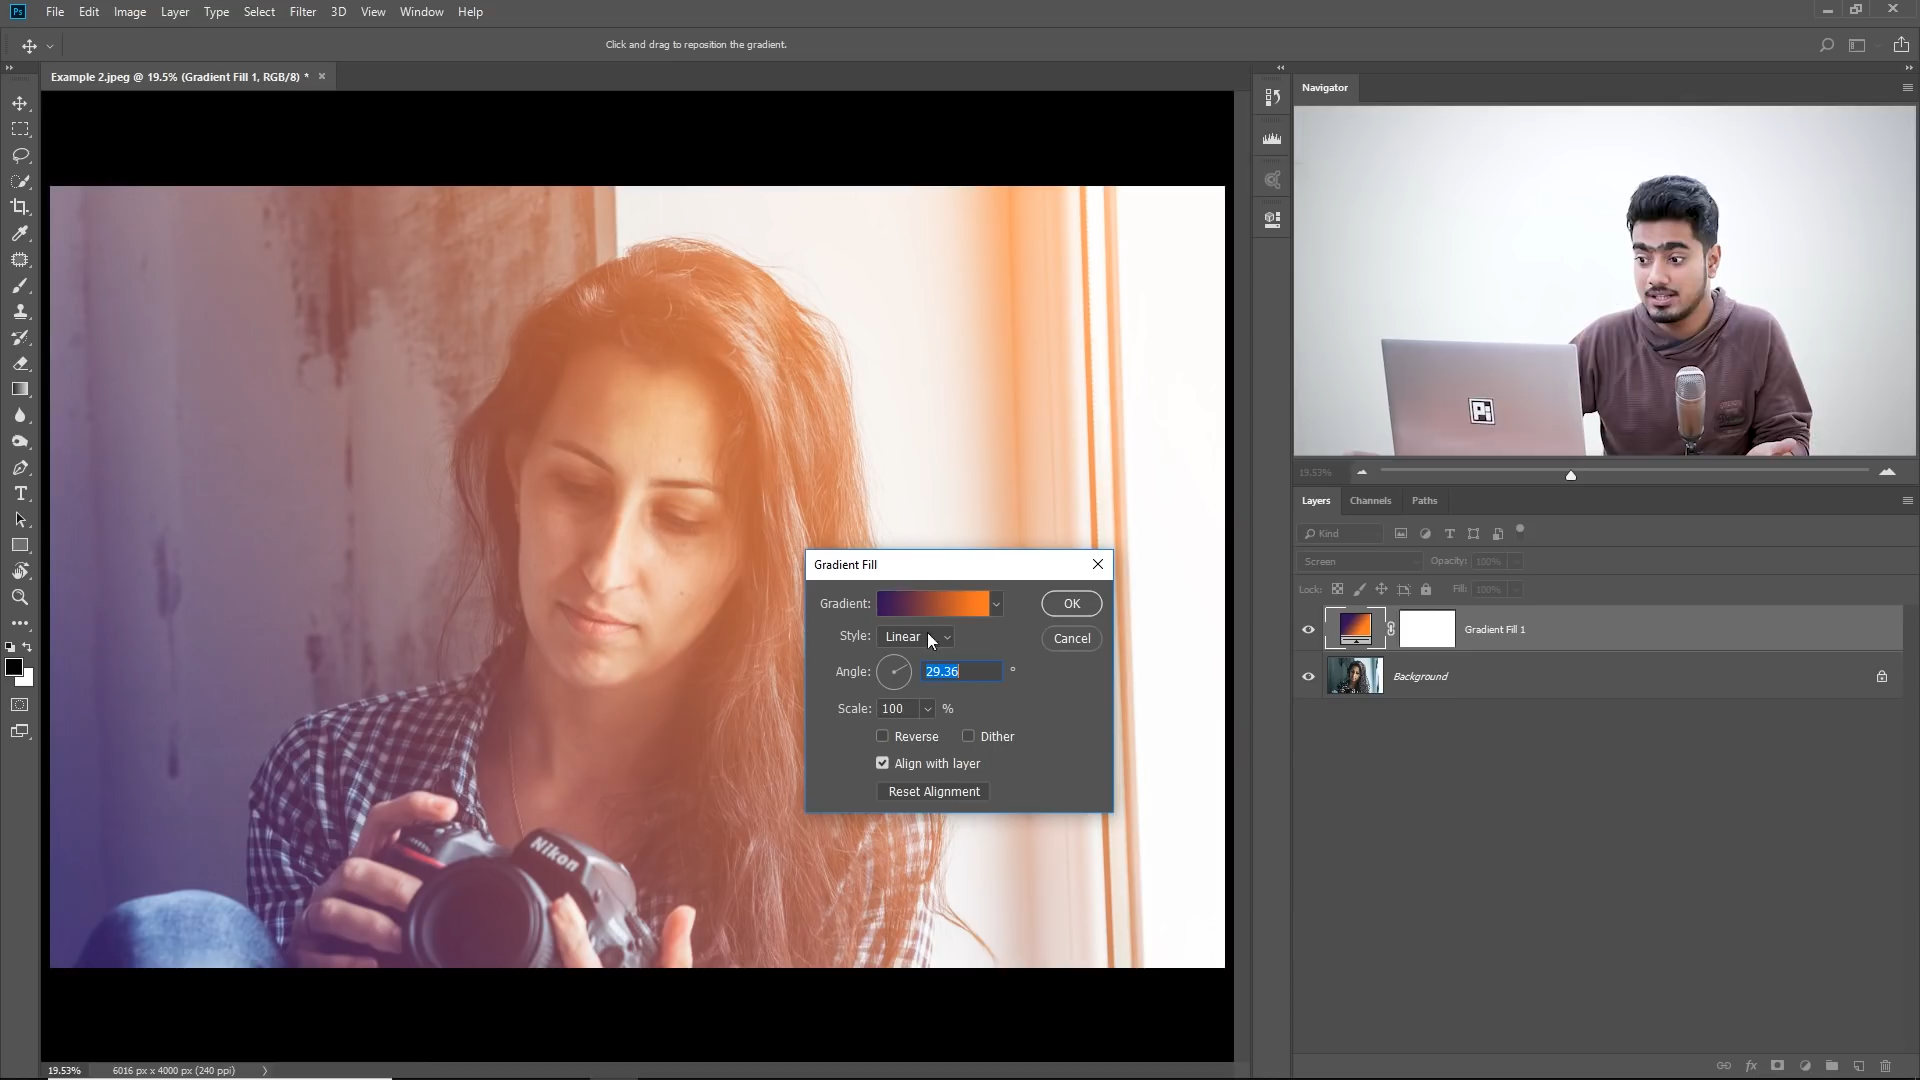 Ps File Edit Image Layer Type Select Filter 3D View Window Help
Click and drag to reposition the gradient.
Example 2.jpeg @ 19.5% (Gradient Fill 1, RGB/8) *
Navigator
Nikon
19.53%
Layers Channels Paths
Kind
Screen Opacity: 100%
Lock: Fill: 100%
Gradient Fill 1
Background
Gradient Fill
Gradient: OK
Style: Linear Cancel
Angle: 29.36 °
Scale: 100 %
Reverse Dither
Align with layer
Reset Alignment
fx
19.53% 6016 px x 4000 px (240 ppi)